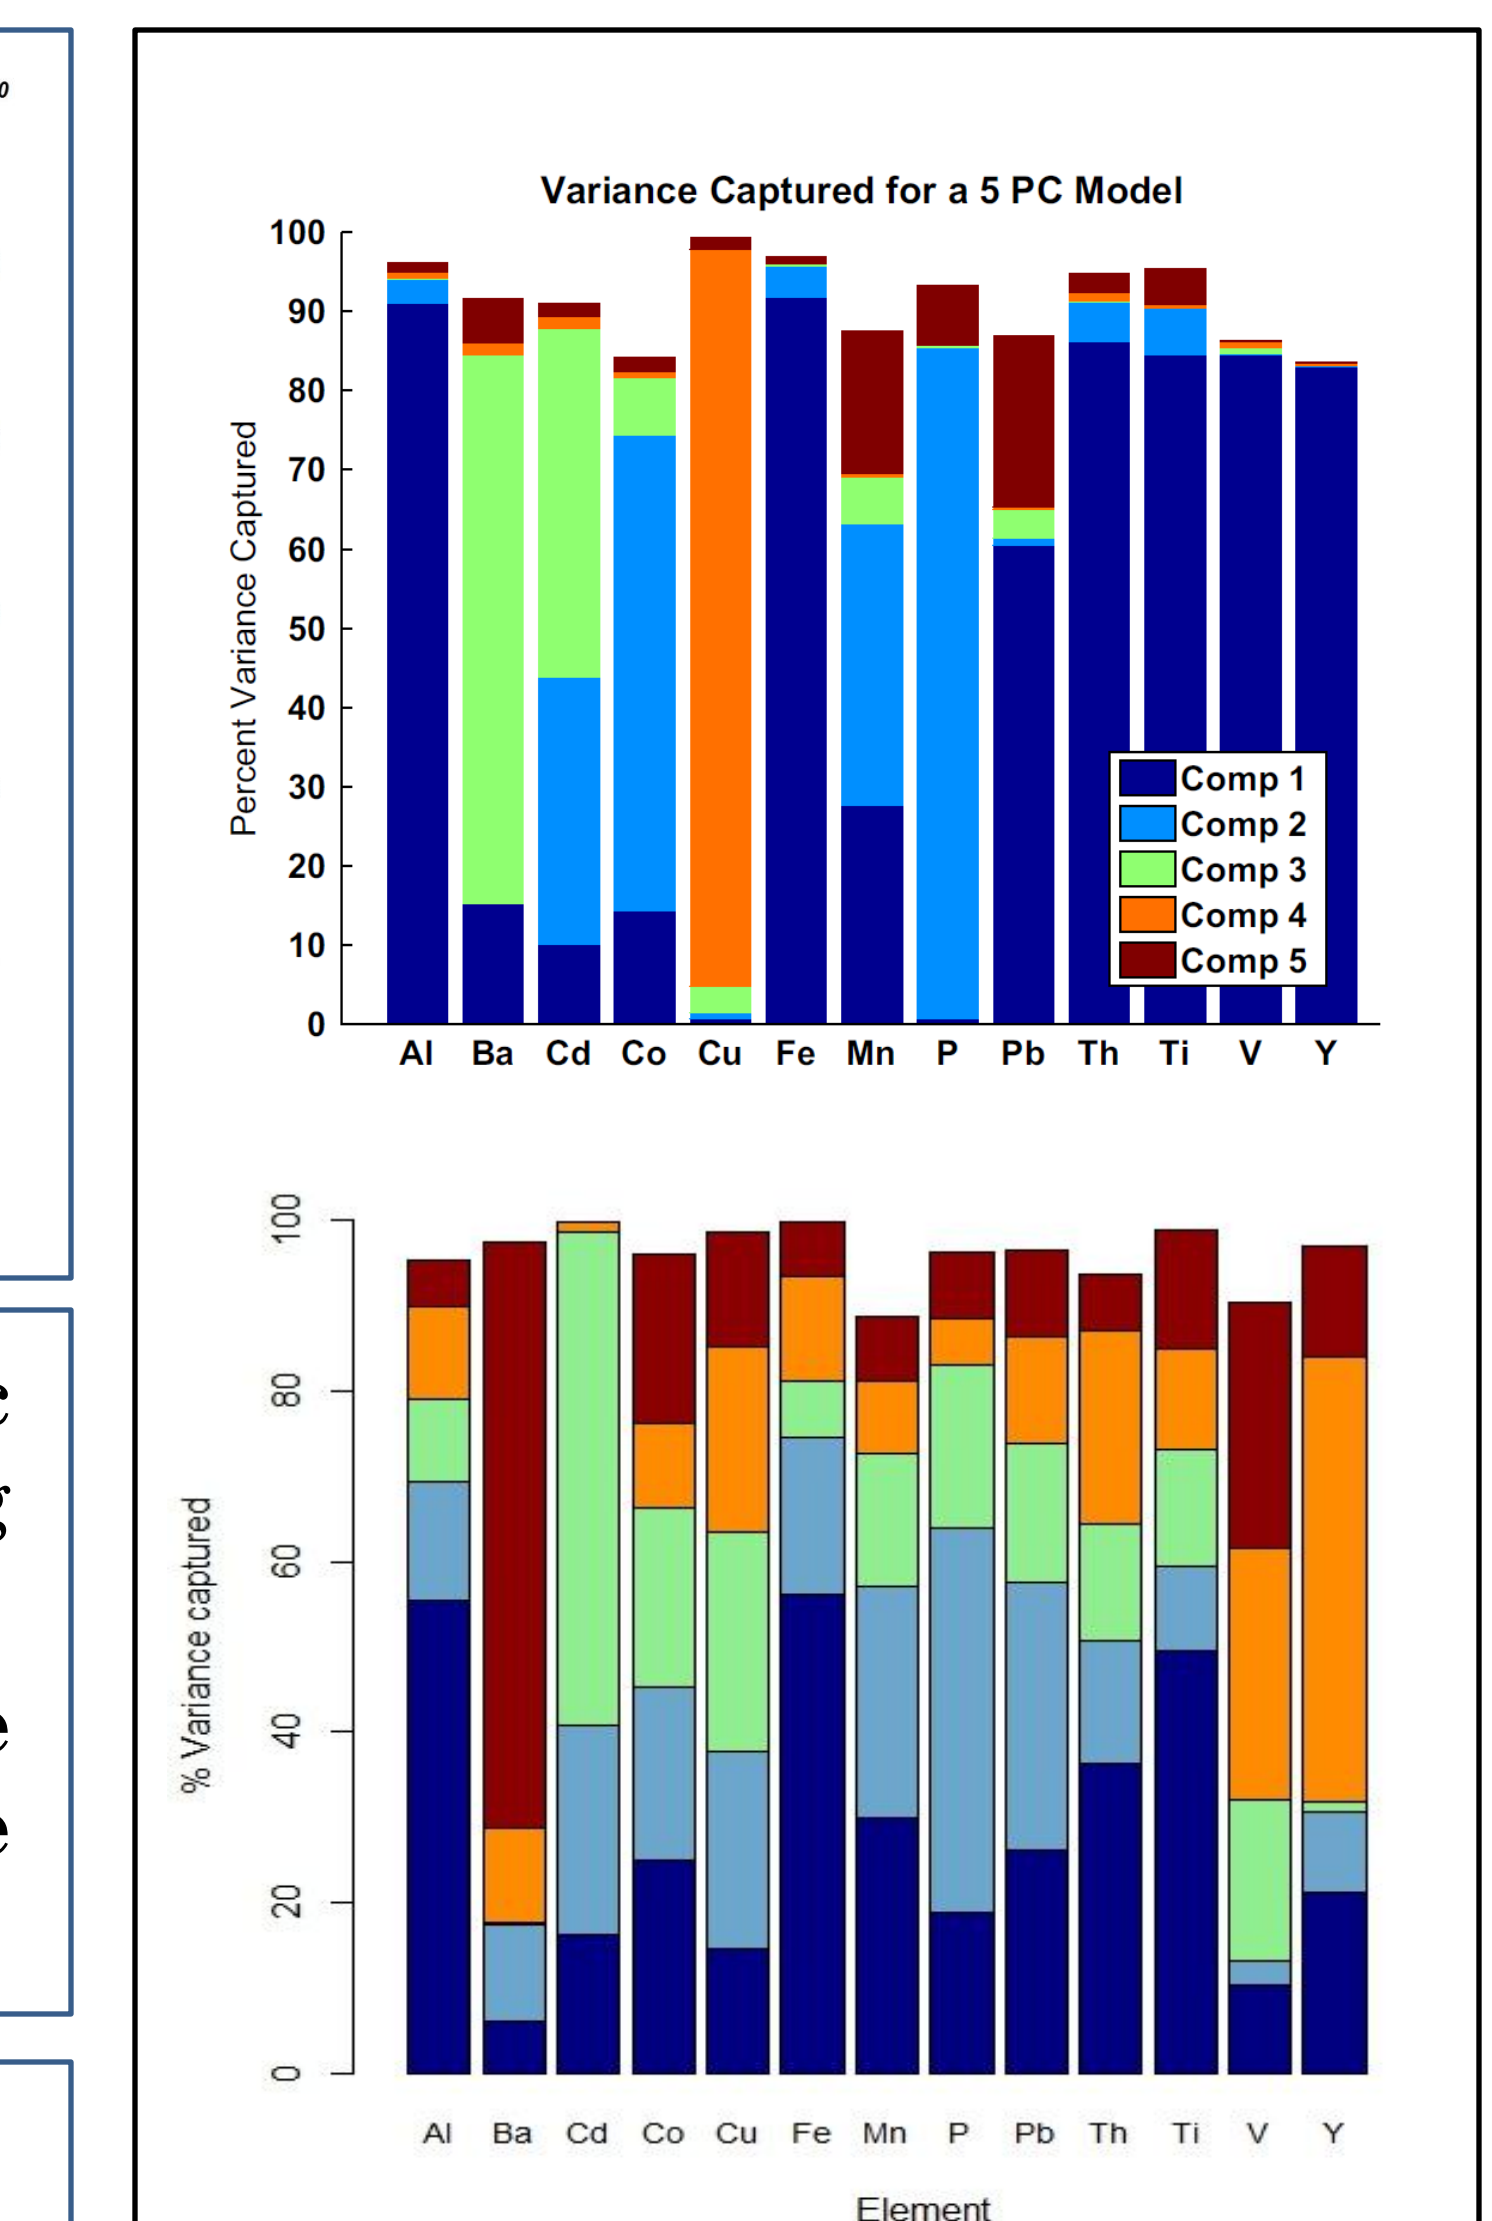 Variance Captured for a 5 PC Model
Percent Variance Captured
100
90
80
70
60
50
40
30
20
10
0
Comp 1
Comp 2
Comp 3
Comp 4
Comp 5
Al Ba Cd Co Cu Fe Mn P Pb Th Ti V Y
% Variance captured
100
80
60
40
20
0
Al Ba Cd Co Cu Fe Mn P Pb Th Ti V Y
Element